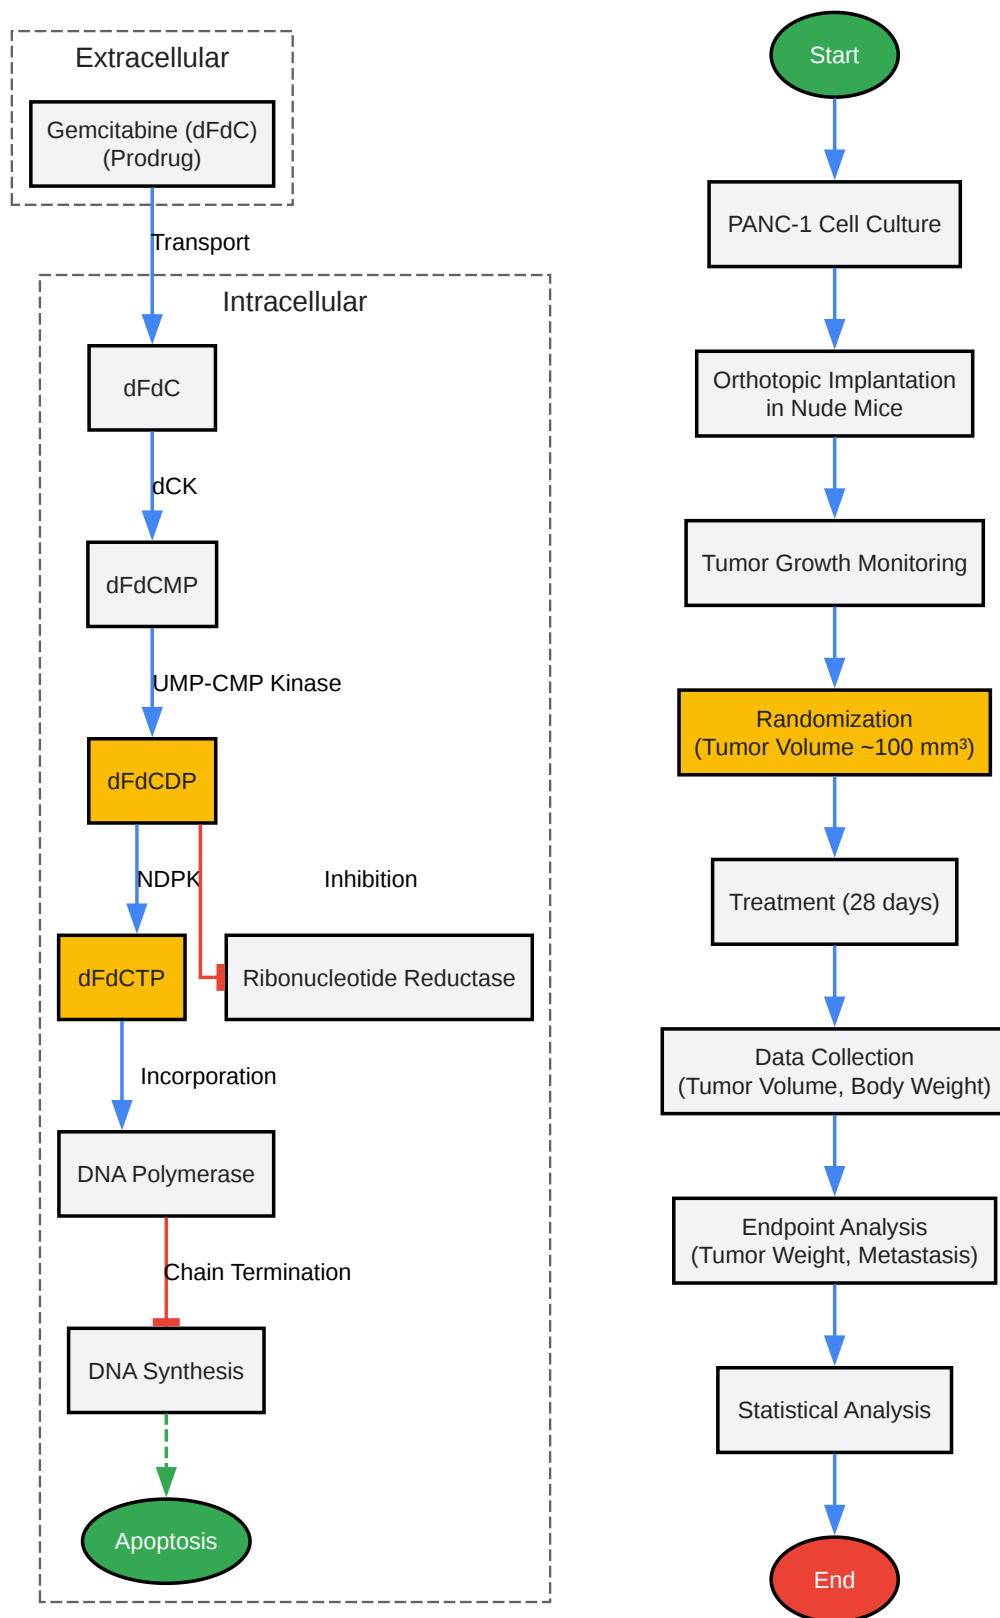 Extracellular
Gemcitabine (dFdC)
(Prodrug)
Transport
Intracellular
dFdC
dCK
dFdCMP
UMP-CMP Kinase
dFdCDP
NDPK
Inhibition
dFdCTP
Ribonucleotide Reductase
Incorporation
DNA Polymerase
Chain Termination
DNA Synthesis
Apoptosis
Start
PANC-1 Cell Culture
Orthotopic Implantation
in Nude Mice
Tumor Growth Monitoring
Randomization
(Tumor Volume ~100 mm³)
Treatment (28 days)
Data Collection
(Tumor Volume, Body Weight)
Endpoint Analysis
(Tumor Weight, Metastasis)
Statistical Analysis
End